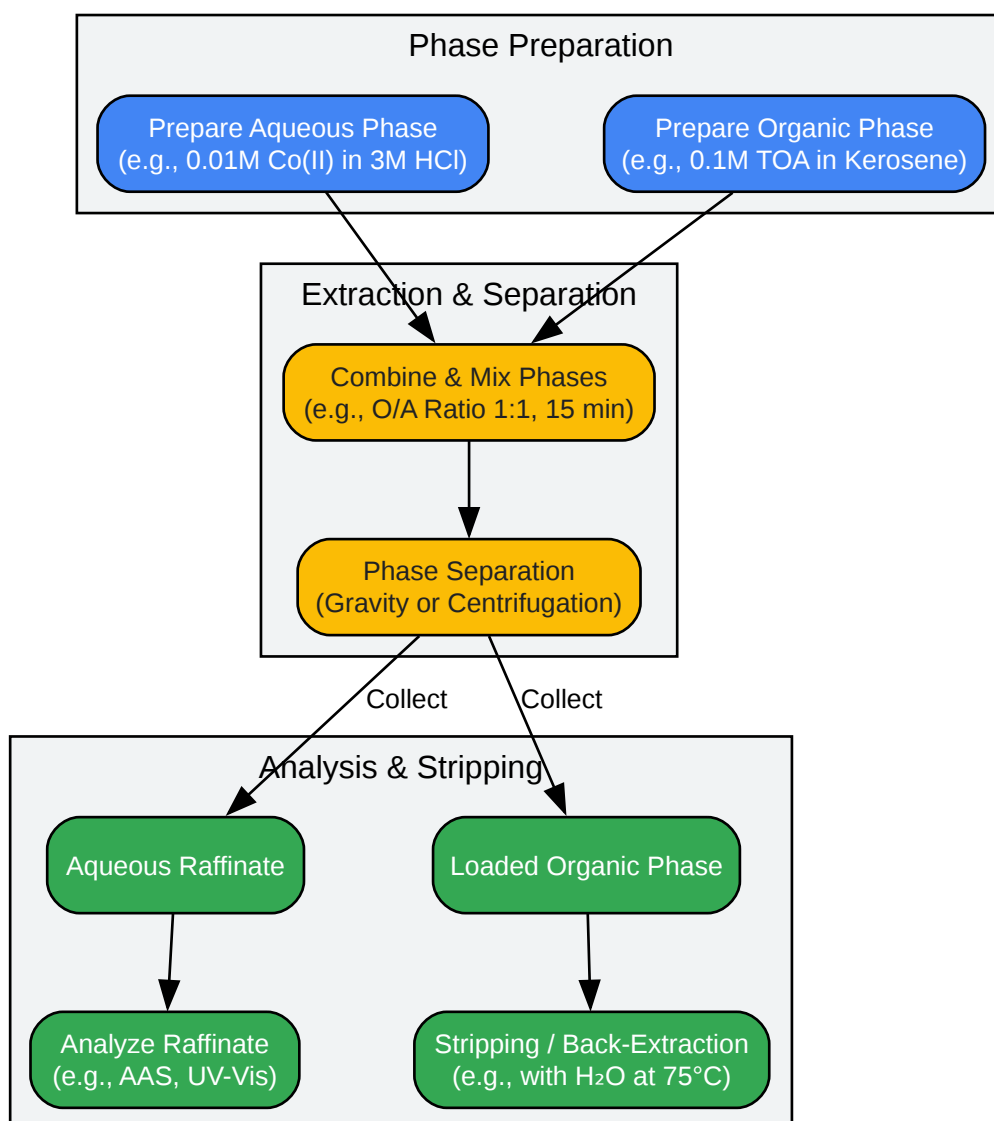 Phase Preparation
Prepare Aqueous Phase
(e.g., 0.01M Co(II) in 3M HCl)
Prepare Organic Phase
(e.g., 0.1M TOA in Kerosene)
Extraction & Separation
Combine & Mix Phases
(e.g., O/A Ratio 1:1, 15 min)
Phase Separation
(Gravity or Centrifugation)
Collect
Collect
Analysis & Stripping
Aqueous Raffinate
Loaded Organic Phase
Analyze Raffinate
(e.g., AAS, UV-Vis)
Stripping / Back-Extraction
(e.g., with H₂O at 75°C)